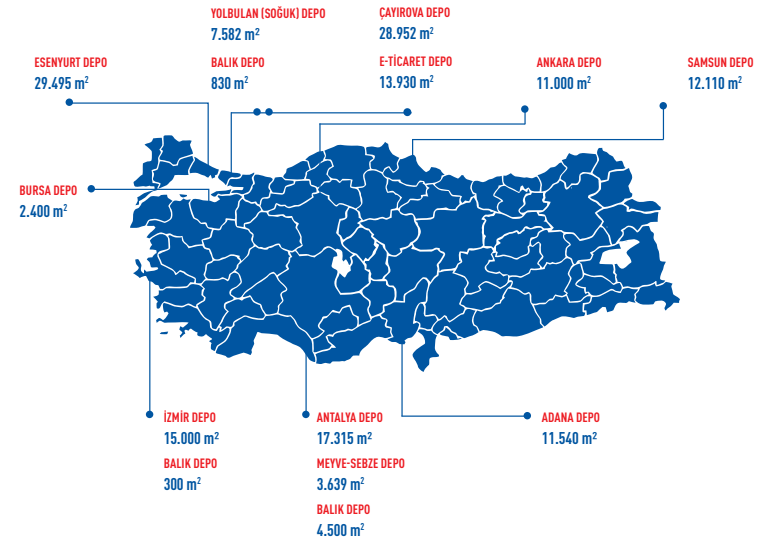 YOLBULAN (SOĞUK) DEPO
7.582 m²
ÇAYIROVA DEPO
28.952 m²
ESENYURT DEPO
29.495 m²
BALIK DEPO
830 m²
E-TİCARET DEPO
13.930 m²
ANKARA DEPO
11.000 m²
SAMSUN DEPO
12.110 m²
BURSA DEPO
2.400 m²
İZMİR DEPO
15.000 m²
BALIK DEPO
300 m²
ANTALYA DEPO
17.315 m²
MEYVE-SEBZE DEPO
3.639 m²
BALIK DEPO
4.500 m²
ADANA DEPO
11.540 m²